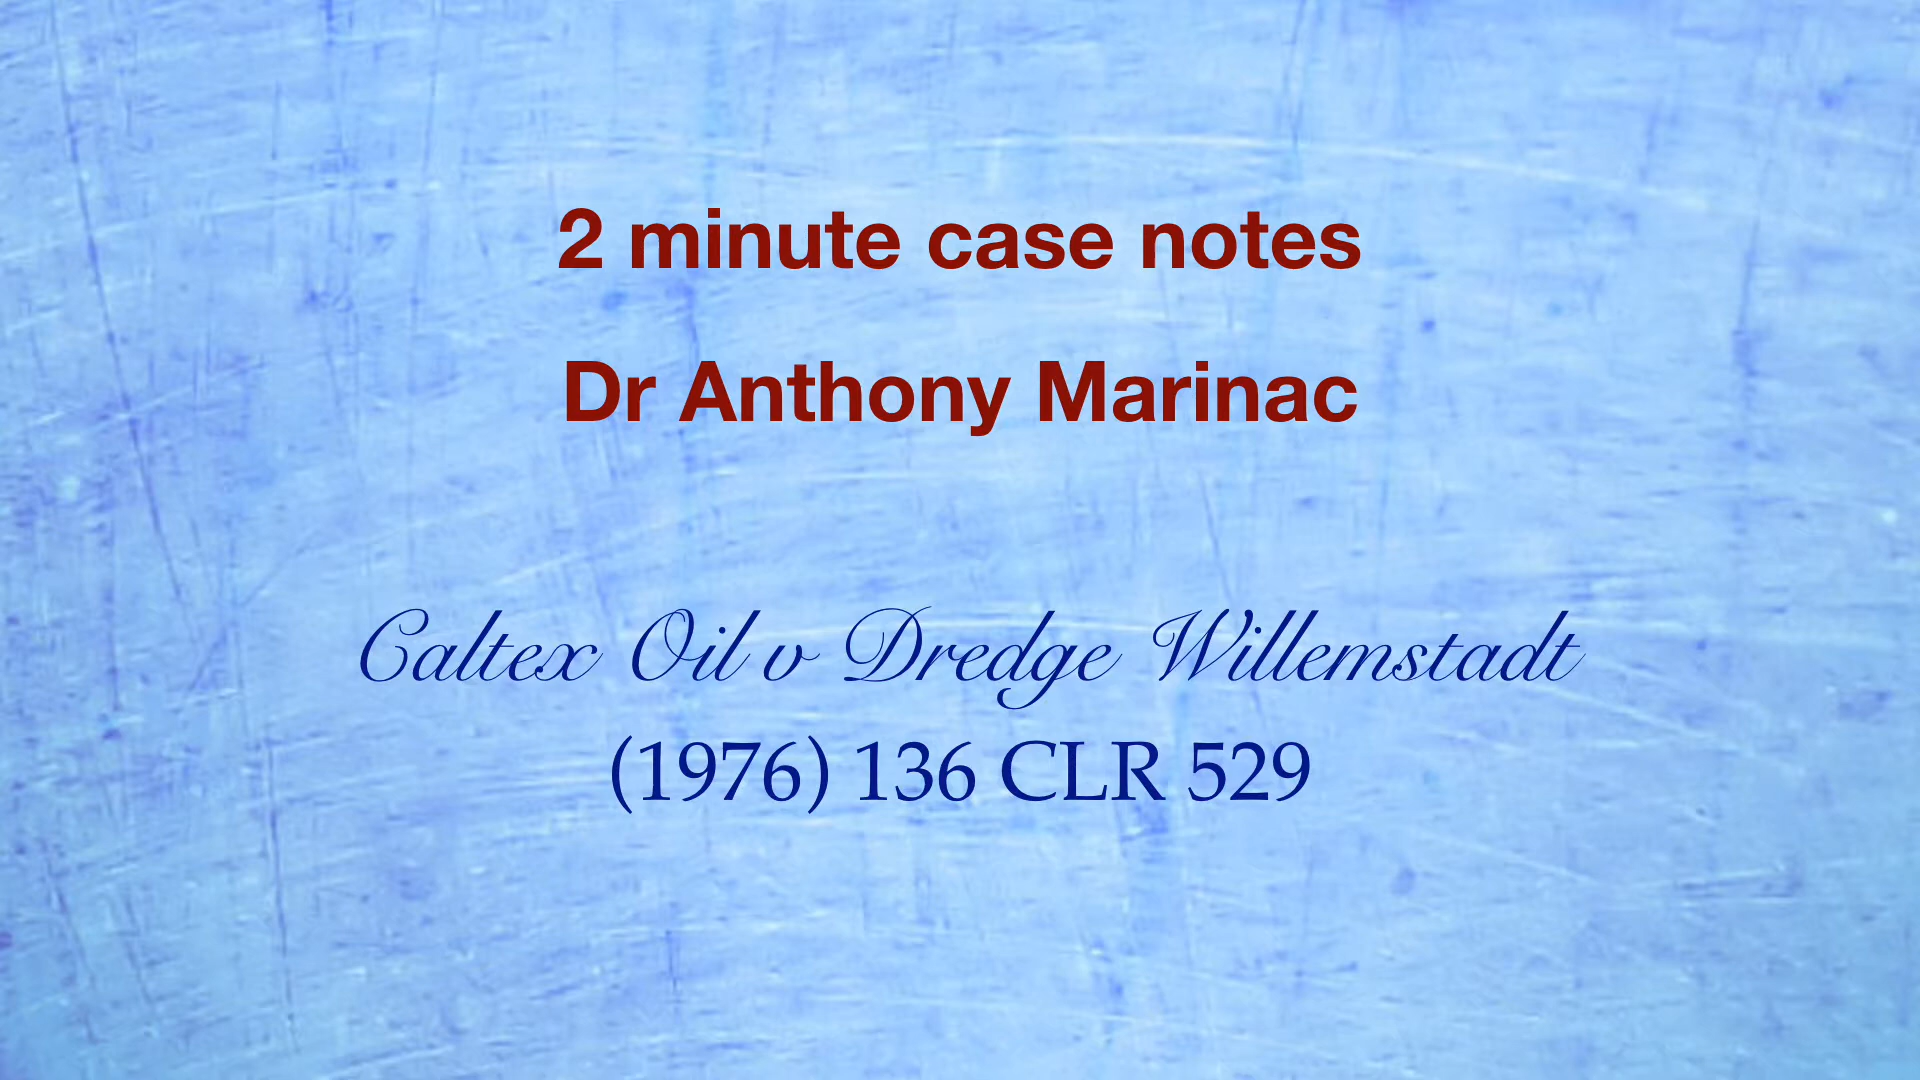 2 minute case notes
Dr Anthony Marinac
Caltex Oil v Dredge Willemstadt
(1976) 136 CLR 529